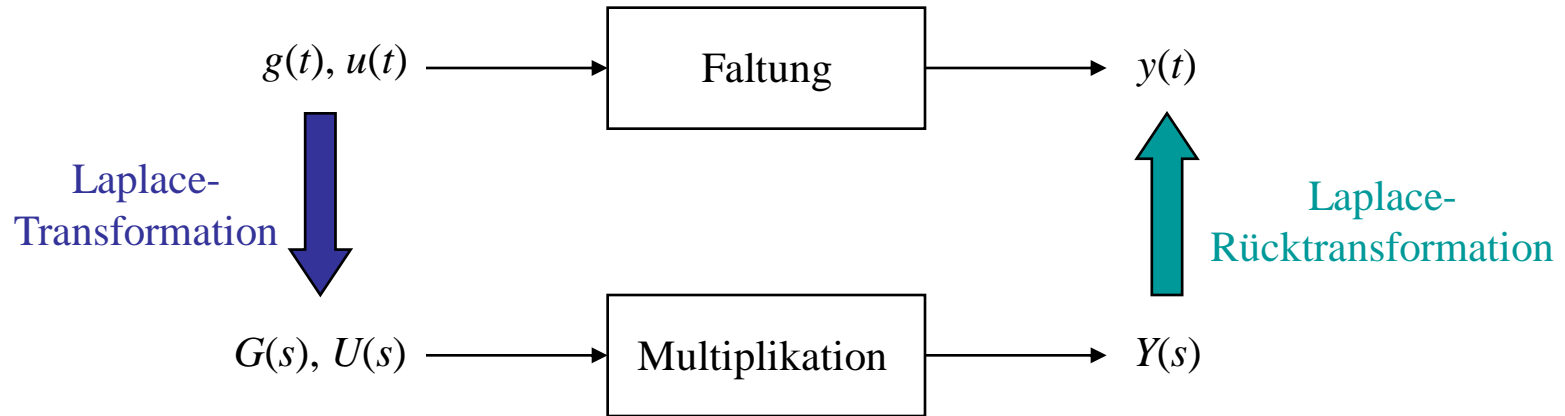 g(t), u(t)
Faltung
y(t)
Laplace-
Transformation
Laplace-
Rücktransformation
G(s), U(s)
Multiplikation
Y(s)